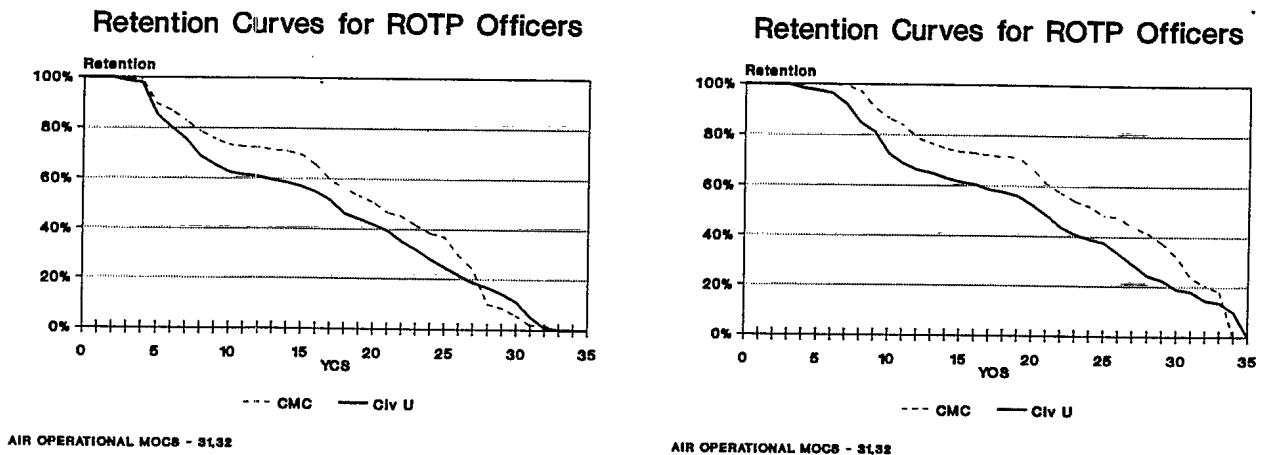 Retention Curves for ROTP Officers
Retention
100%
80%
60%
40%
20%
0%
0 5 10 15 20 25 30 35
YCS
--- CMC — Civ U
AIR OPERATIONAL MOCS - 31,32
Retention Curves for ROTP Officers
Retention
100%
80%
60%
40%
20%
0%
0 5 10 15 20 25 30 35
YOS
--- CMC — Civ U
AIR OPERATIONAL MOCS - 31,32